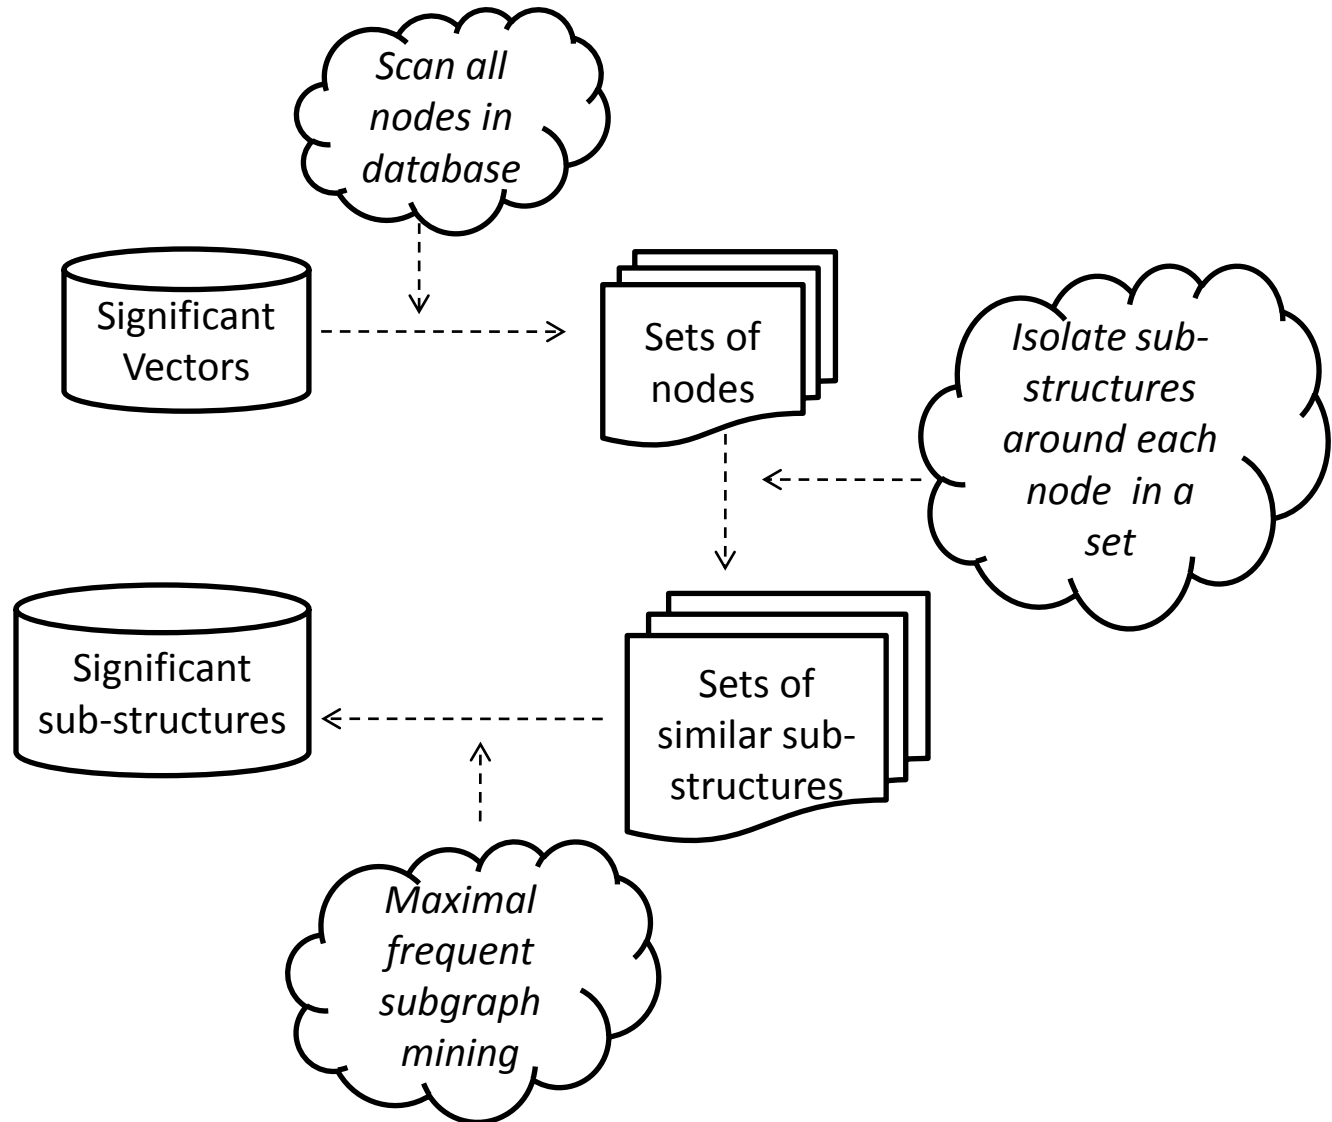 Scan all
nodes in
database
Significant
Vectors
Sets of
nodes
Isolate sub-
structures
around each
node in a
set
Significant
sub-structures
Sets of
similar sub-
structures
Maximal
frequent
subgraph
mining